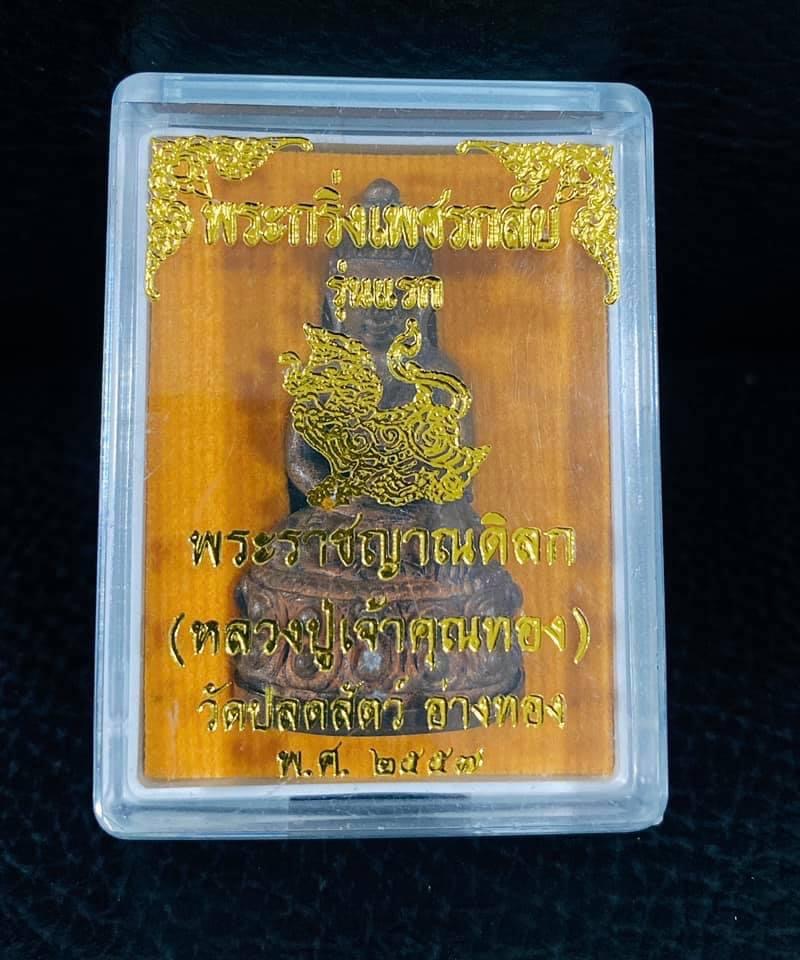 พระกริ่งเพชรกลับ
รุ่นแรก
พระราชญาณดิลก
(หลวงปู่เจ้าคุณทอง)
วัดปลดสัตว์ อ่างทอง
พ.ศ. ๒๕๕๗